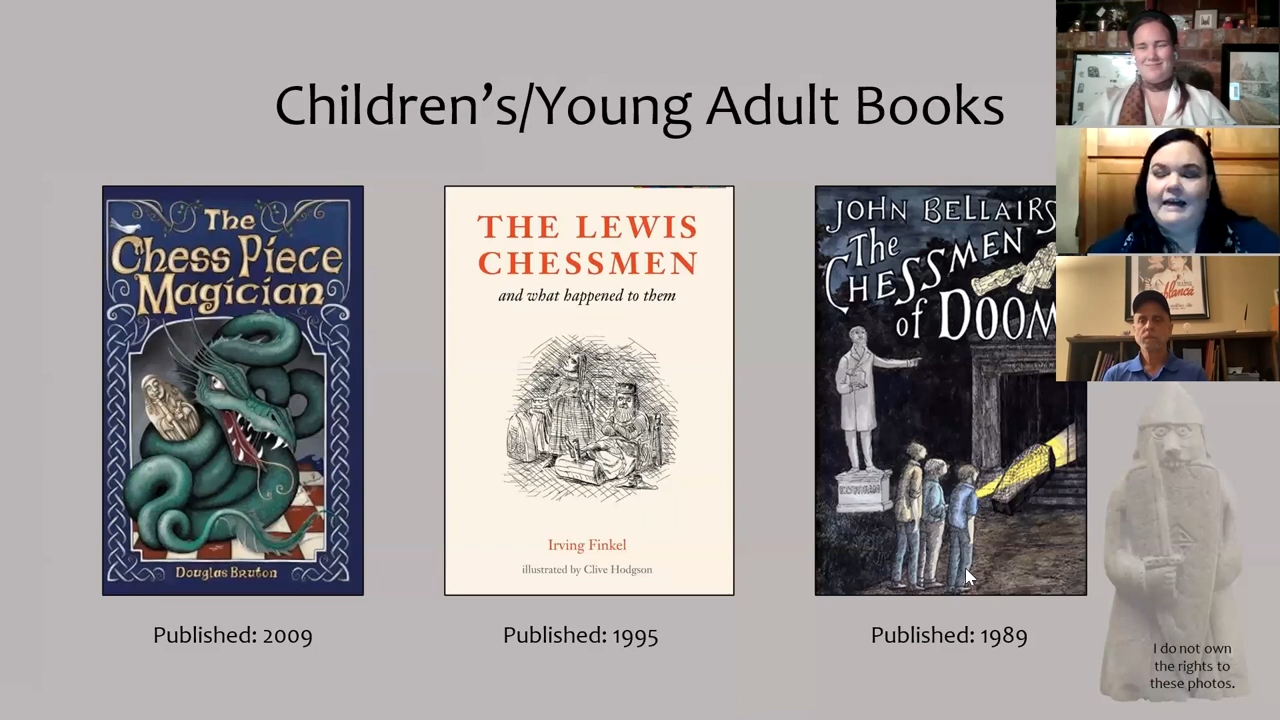 Children's/Young Adult Books
The
Chess Piece
Magician
Douglas Bruton
Published: 2009
THE LEWIS
CHESSMEN
and what happened to them
Irving Finkel
illustrated by Clive Hodgson
Published: 1995
JOHN BELLAIRS
The
CHESSMEN
of DOOM
Published: 1989
blanca
I do not own
the rights to
these photos.